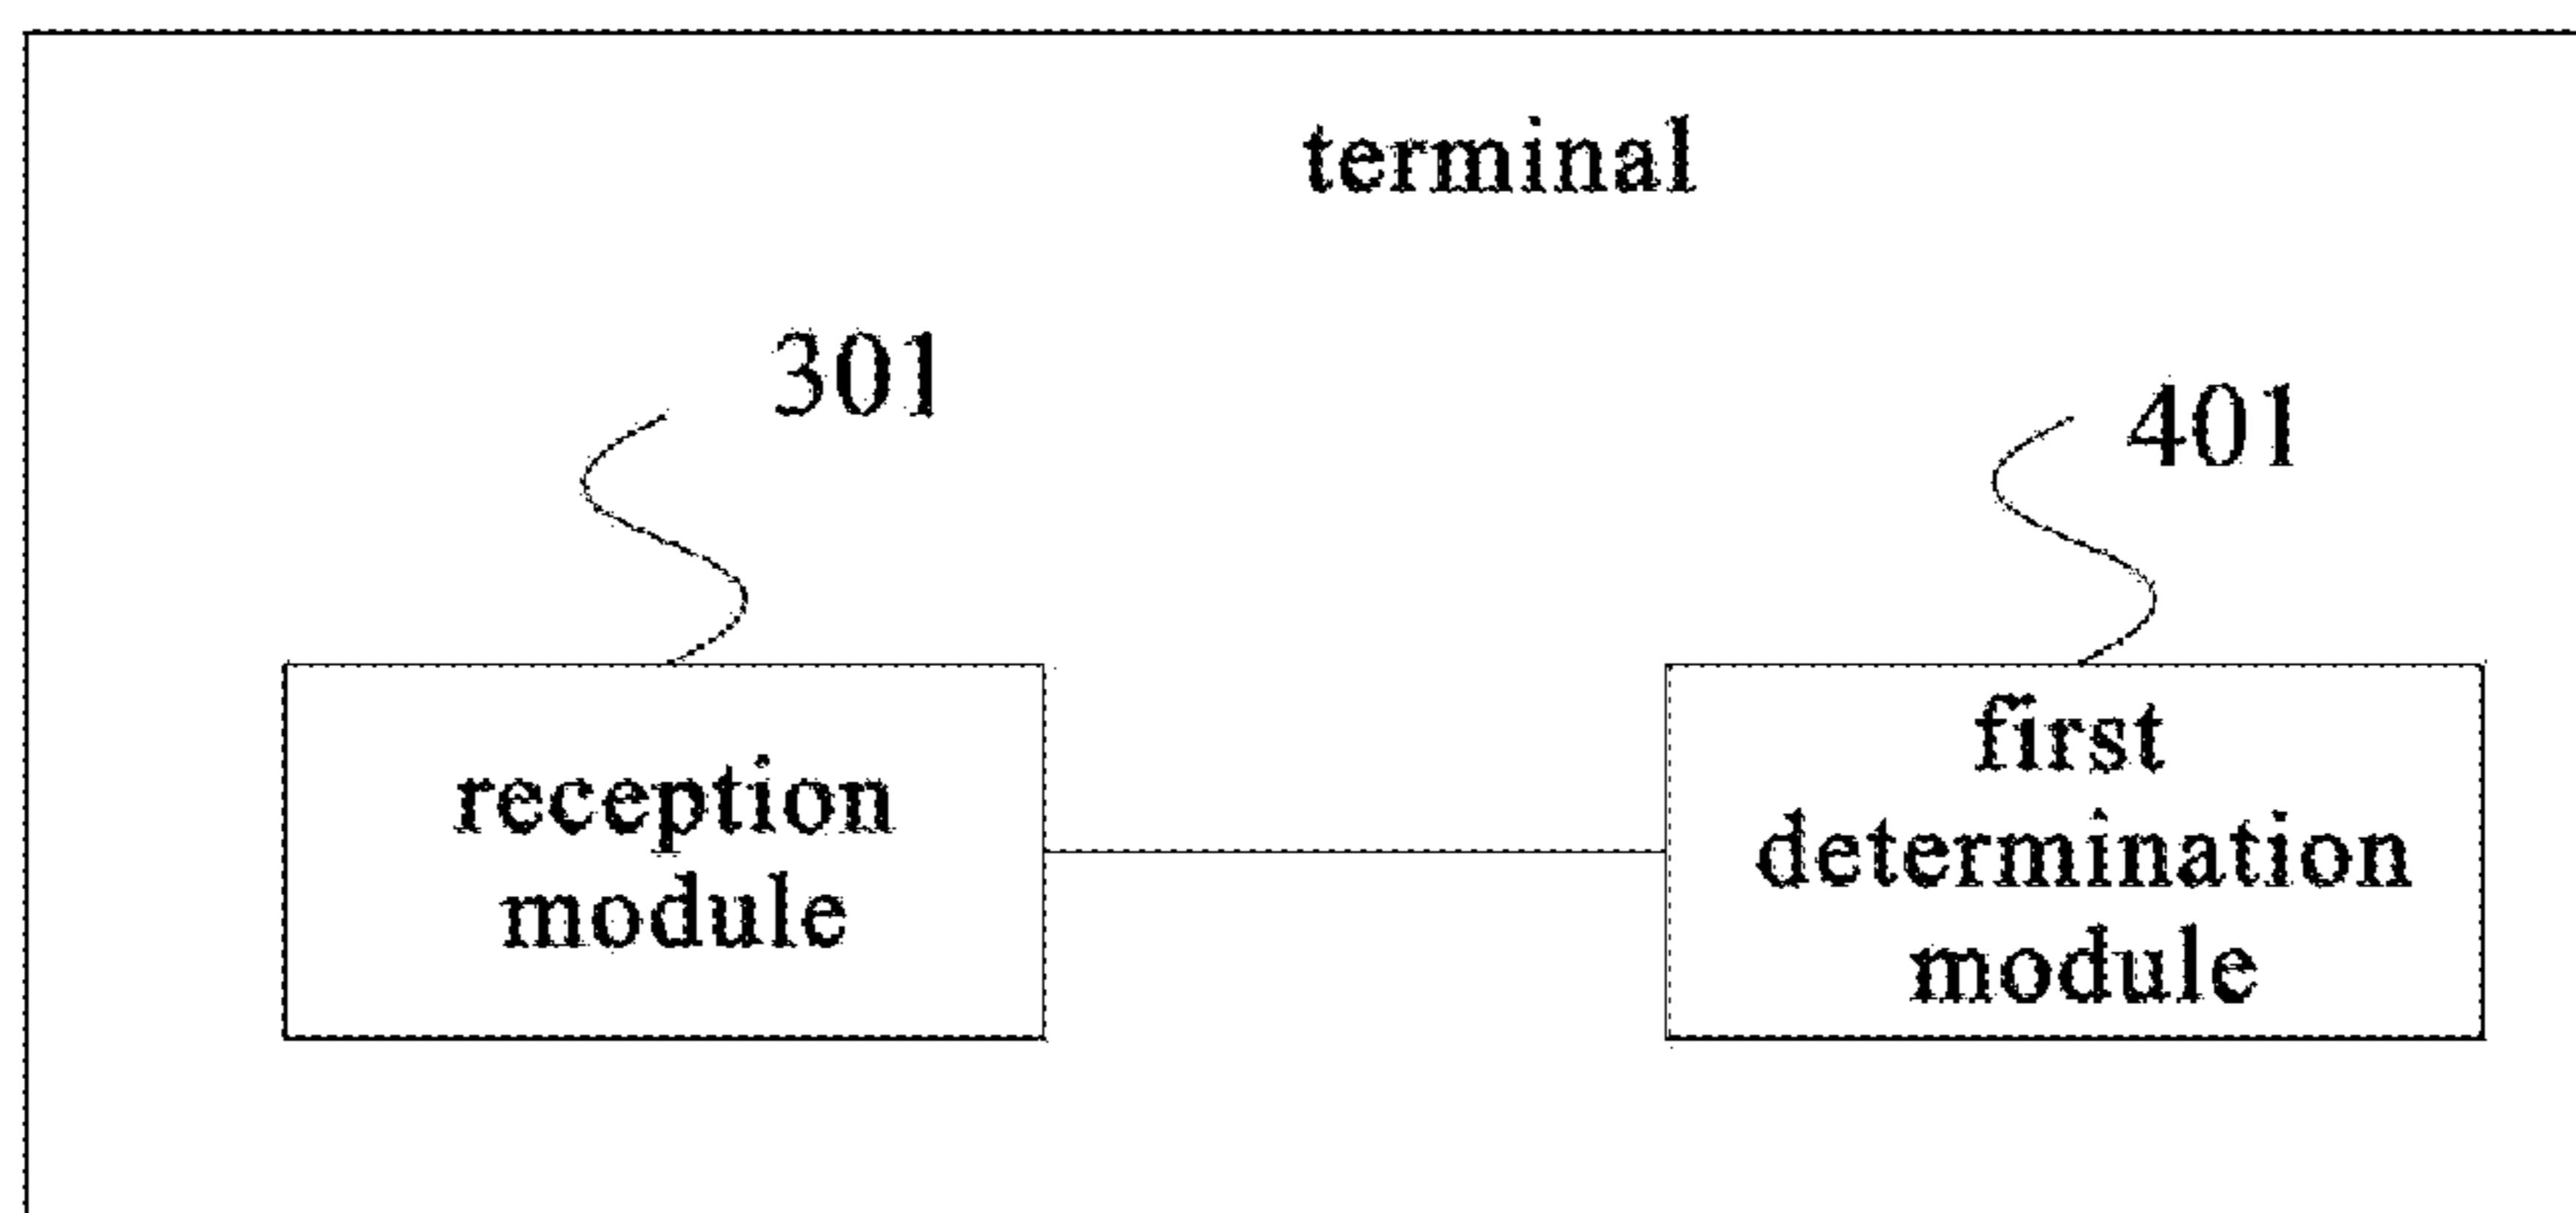 terminal
301
401
reception
module
first
determination
module